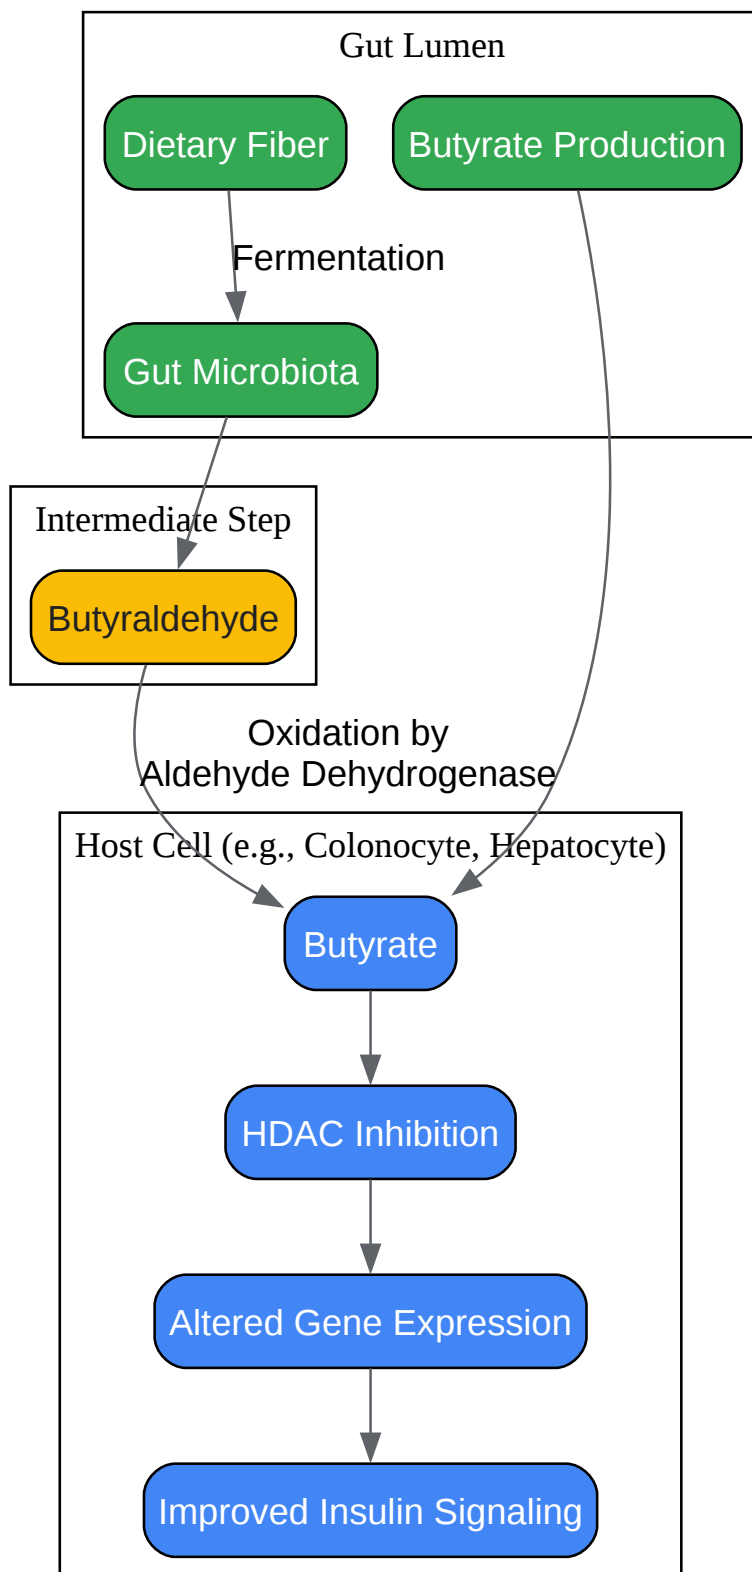 Gut Lumen
Dietary Fiber
Butyrate Production
Fermentation
Gut Microbiota
Intermediate Step
Butyraldehyde
Oxidation by
Aldehyde Dehydrogenase
Host Cell (e.g., Colonocyte, Hepatocyte)
Butyrate
HDAC Inhibition
Altered Gene Expression
Improved Insulin Signaling